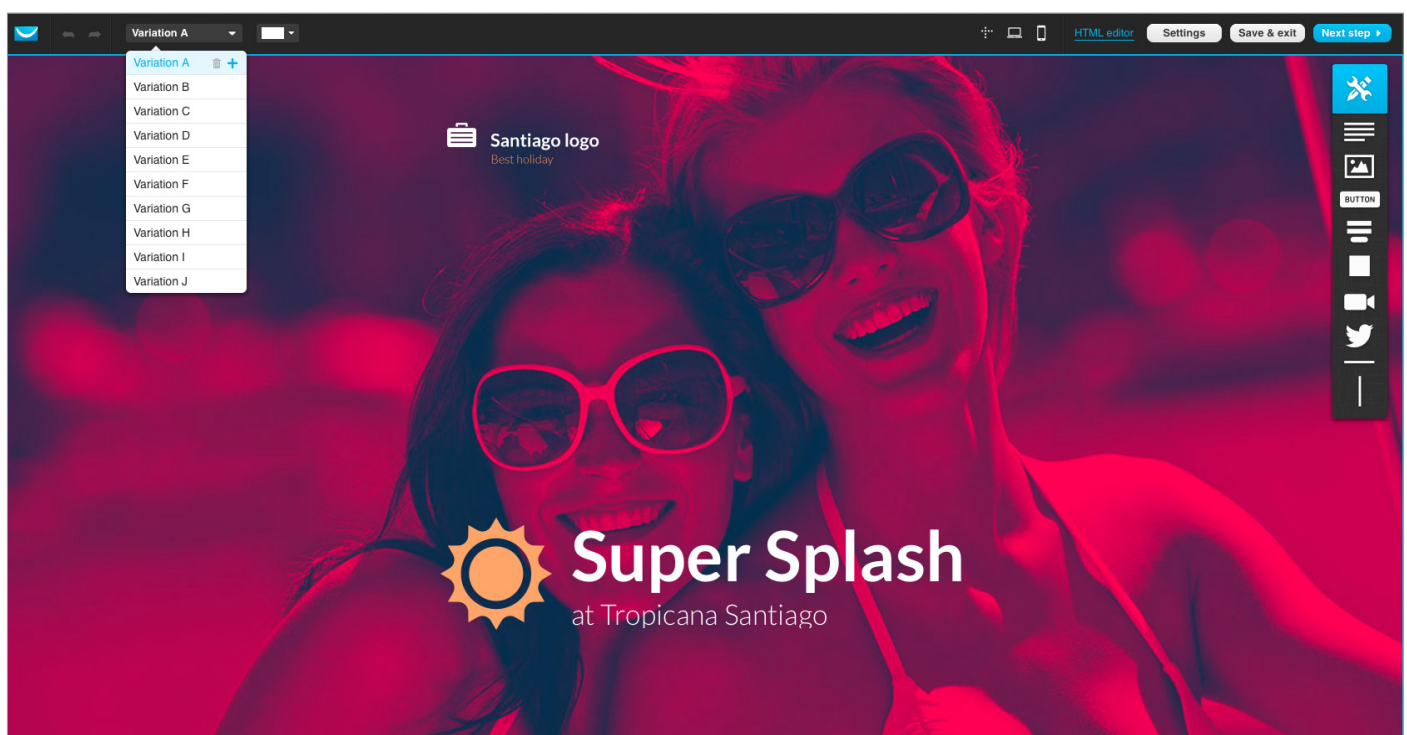 Variation A
HTML editor
Settings
Save & exit
Next step
Variation A
Variation B
Variation C
Variation D
Variation E
Variation F
Variation G
Variation H
Variation I
Variation J
Santiago logo
Best holiday
BUTTON
Super Splash
at Tropicana Santiago